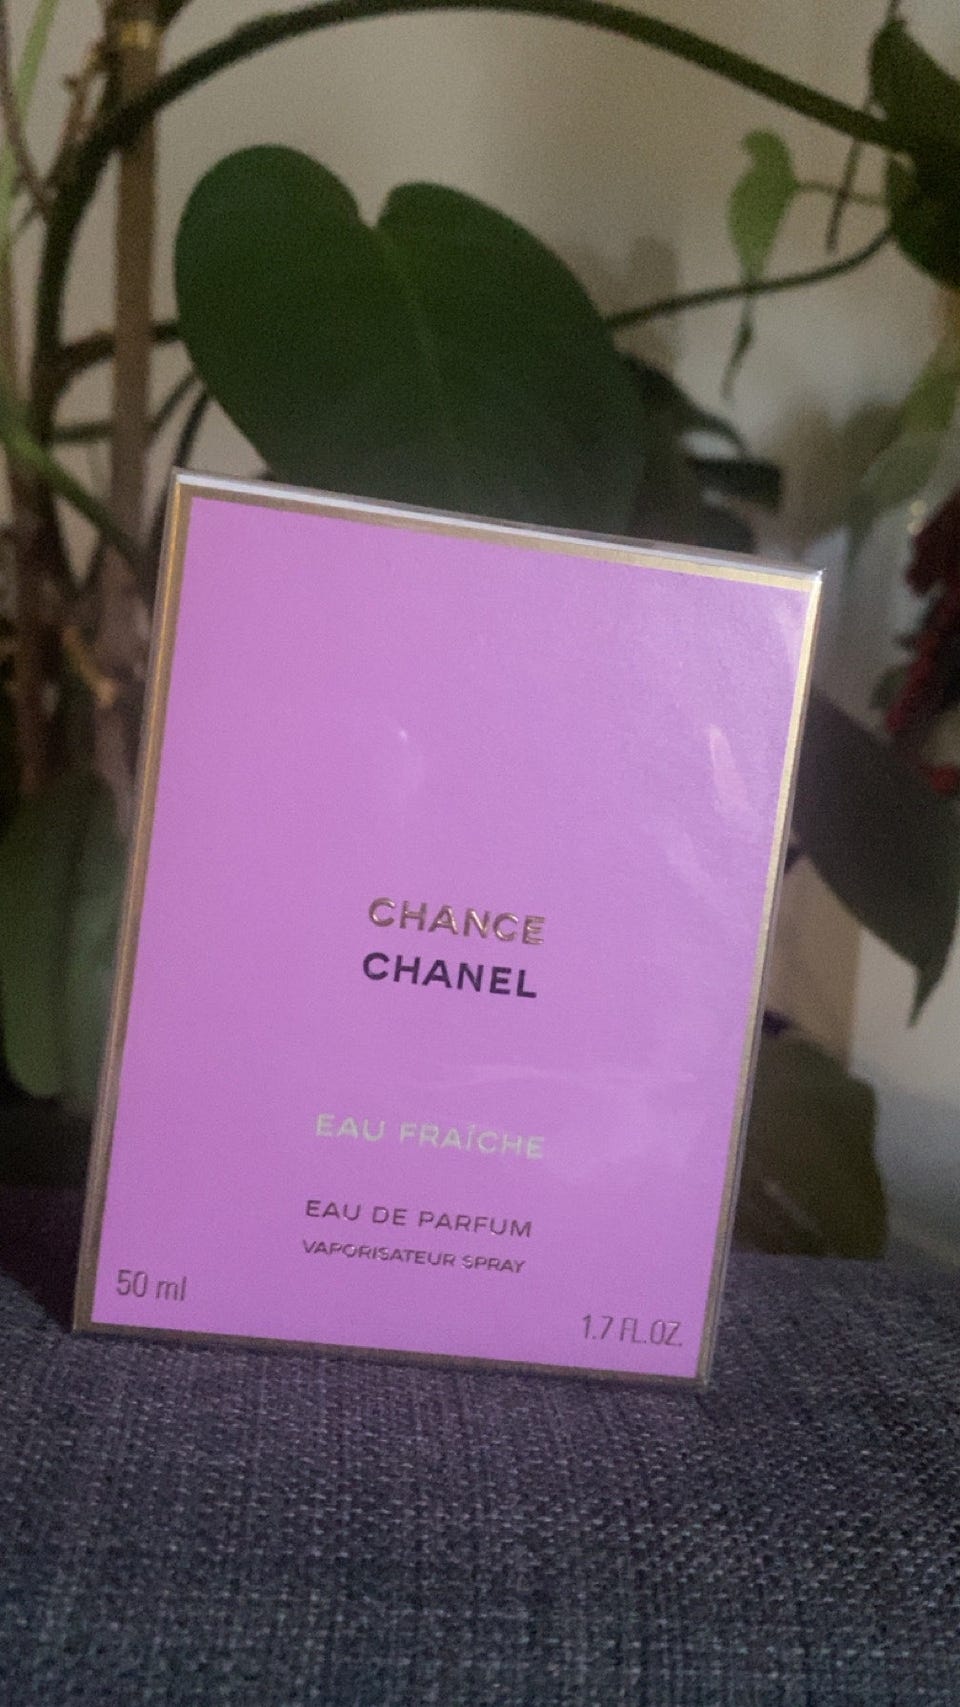 CHANCE
CHANEL
EAU FRAÎCHE
EAU DE PARFUM
VAPORISATEUR SPRAY
50 ml
1.7 FL.OZ.